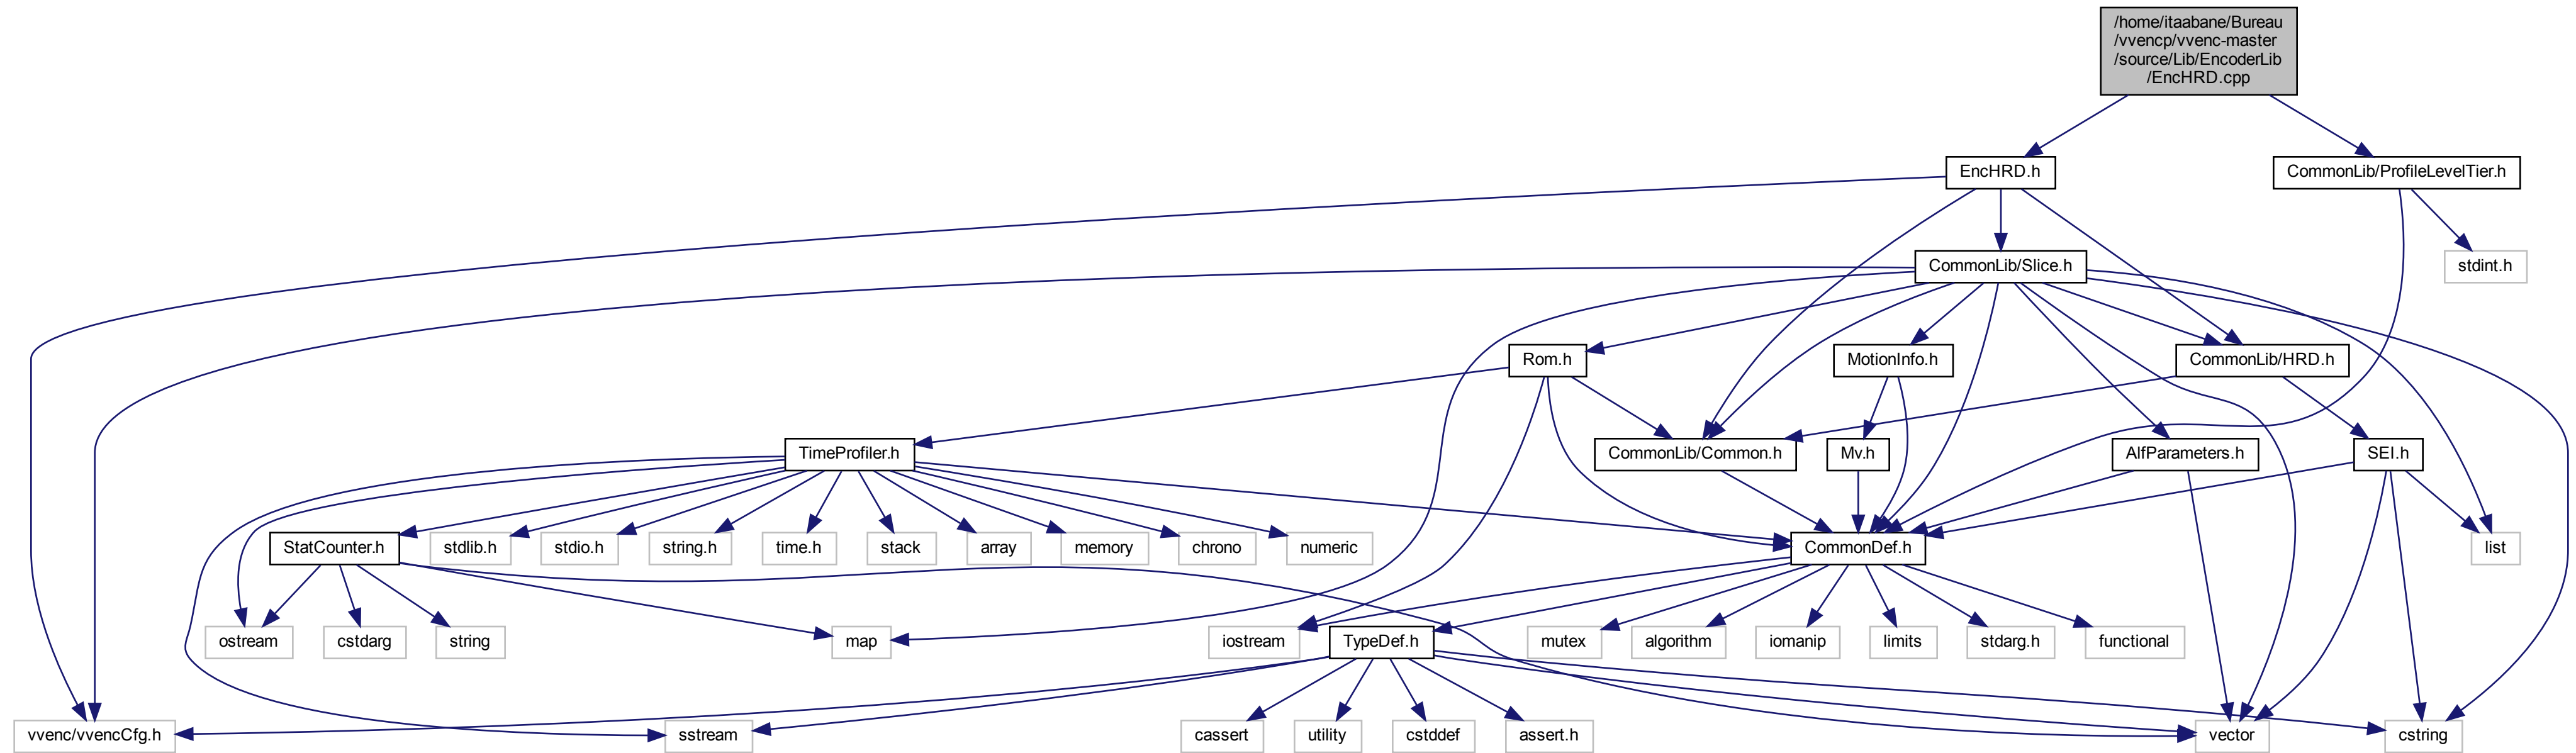 /home/itaabane/Bureau
/vvencp/vvenc-master
/source/Lib/EncoderLib
/EncHRD.cpp
EncHRD.h
CommonLib/ProfileLevelTier.h
CommonLib/Slice.h
stdint.h
Rom.h
MotionInfo.h
CommonLib/HRD.h
TimeProfiler.h
CommonLib/Common.h
Mv.h
AlfParameters.h
SEI.h
StatCounter.h
stdlib.h
stdio.h
string.h
time.h
stack
array
memory
chrono
numeric
CommonDef.h
list
ostream
cstdarg
string
map
iostream
TypeDef.h
mutex
algorithm
iomanip
limits
stdarg.h
functional
vvenc/vvencCfg.h
sstream
cassert
utility
cstddef
assert.h
vector
cstring